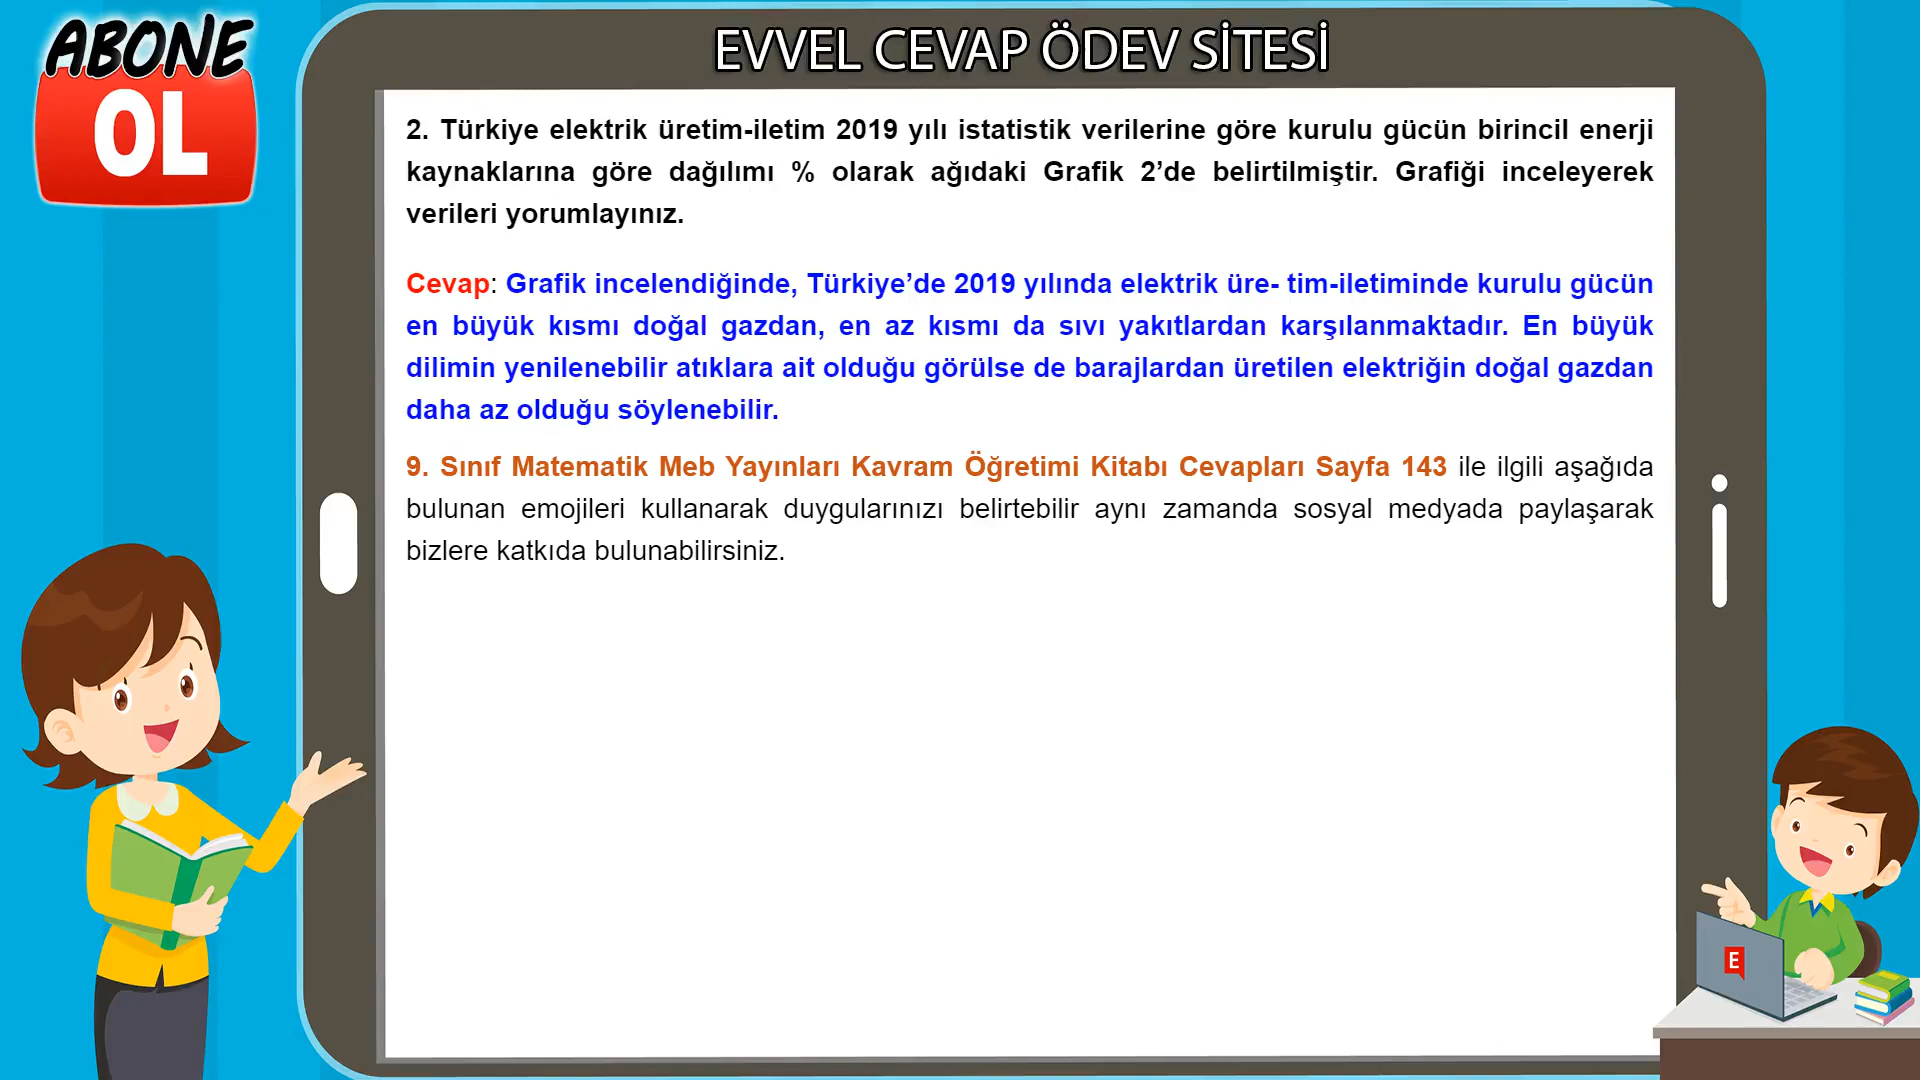 ABONE
OL
EVVEL CEVAP ÖDEV SİTESİ
2. Türkiye elektrik üretim-iletim 2019 yılı istatistik verilerine göre kurulu gücün birincil enerji
kaynaklarına göre dağılımı % olarak ağıdaki Grafik 2’de belirtilmiştir. Grafiği inceleyerek
verileri yorumlayınız.
Cevap: Grafik incelendiğinde, Türkiye’de 2019 yılında elektrik üre- tim-iletiminde kurulu gücün
en büyük kısmı doğal gazdan, en az kısmı da sıvı yakıtlardan karşılanmaktadır. En büyük
dilimin yenilenebilir atıklara ait olduğu görülse de barajlardan üretilen elektriğin doğal gazdan
daha az olduğu söylenebilir.
9. Sınıf Matematik Meb Yayınları Kavram Öğretimi Kitabı Cevapları Sayfa 143 ile ilgili aşağıda
bulunan emojileri kullanarak duygularınızı belirtebilir aynı zamanda sosyal medyada paylaşarak
bizlere katkıda bulunabilirsiniz.
E